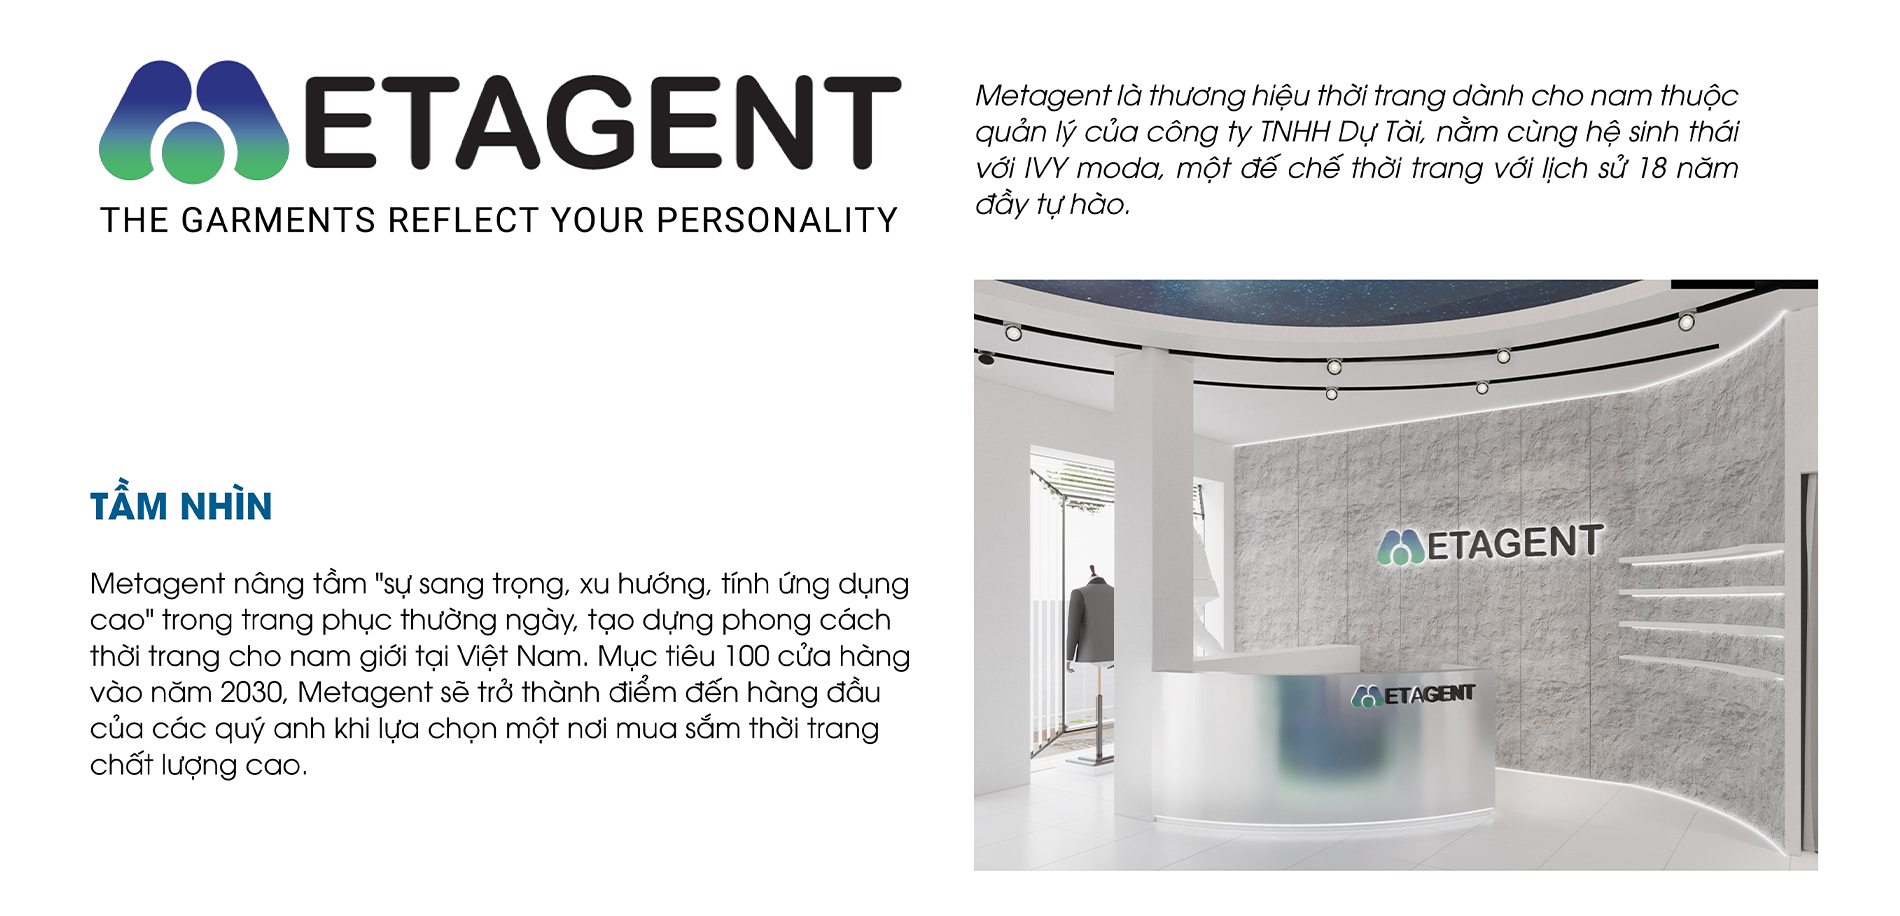 METAGENT
THE GARMENTS REFLECT YOUR PERSONALITY
Metagent là thương hiệu thời trang dành cho nam thuộc
quản lý của công ty TNHH Dự Tài, nằm cùng hệ sinh thái
với IVY moda, một đế chế thời trang với lịch sử 18 năm
đầy tự hào.
TẦM NHÌN
Metagent nâng tầm "sự sang trọng, xu hướng, tính ứng dụng
cao" trong trang phục thường ngày, tạo dựng phong cách
thời trang cho nam giới tại Việt Nam. Mục tiêu 100 cửa hàng
vào năm 2030, Metagent sẽ trở thành điểm đến hàng đầu
của các quý anh khi lựa chọn một nơi mua sắm thời trang
chất lượng cao.
METAGENT
METAGENT